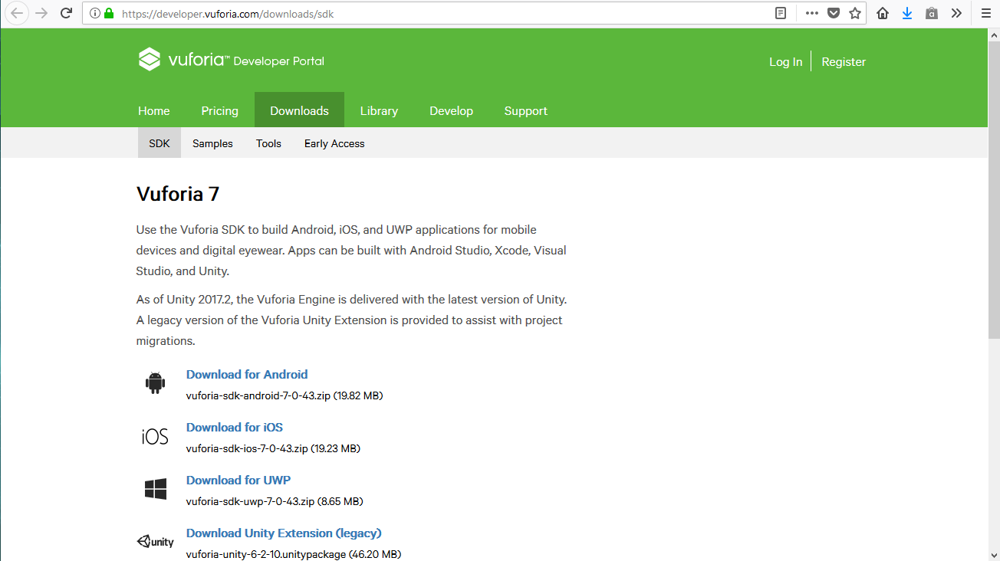 https://developer.vuforia.com/downloads/sdk
vuforia™ Developer Portal
Log In
Register
Home Pricing Downloads Library Develop Support
SDK Samples Tools Early Access
Vuforia 7
Use the Vuforia SDK to build Android, iOS, and UWP applications for mobile
devices and digital eyewear. Apps can be built with Android Studio, Xcode, Visual
Studio, and Unity.
As of Unity 2017.2, the Vuforia Engine is delivered with the latest version of Unity.
A legacy version of the Vuforia Unity Extension is provided to assist with project
migrations.
Download for Android
vuforia-sdk-android-7-0-43.zip (19.82 MB)
iOS
Download for iOS
vuforia-sdk-ios-7-0-43.zip (19.23 MB)
Download for UWP
vuforia-sdk-uwp-7-0-43.zip (8.65 MB)
unity
Download Unity Extension (legacy)
vuforia-unity-6-2-10.unitypackage (46.20 MB)